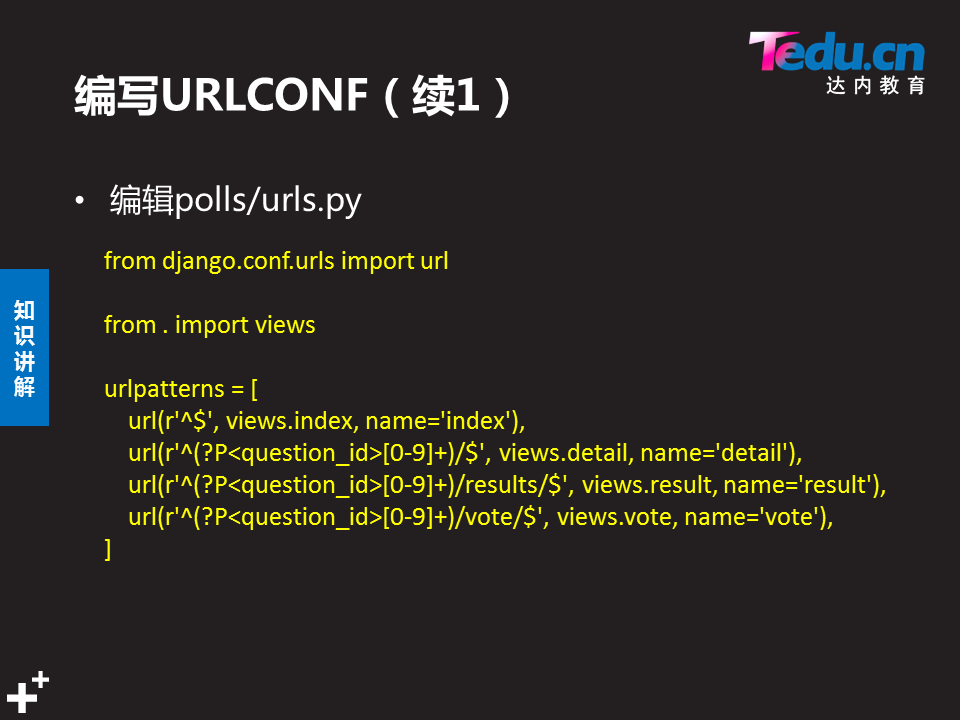 Tedu.cn
达内教育
编写URLCONF（续1）
• 编辑polls/urls.py
from django.conf.urls import url
from . import views
urlpatterns = [
url(r'^$', views.index, name='index'),
url(r'^(?P<question_id>[0-9]+)/$', views.detail, name='detail'),
url(r'^(?P<question_id>[0-9]+)/results/$', views.result, name='result'),
url(r'^(?P<question_id>[0-9]+)/vote/$', views.vote, name='vote'),
]
知识讲解